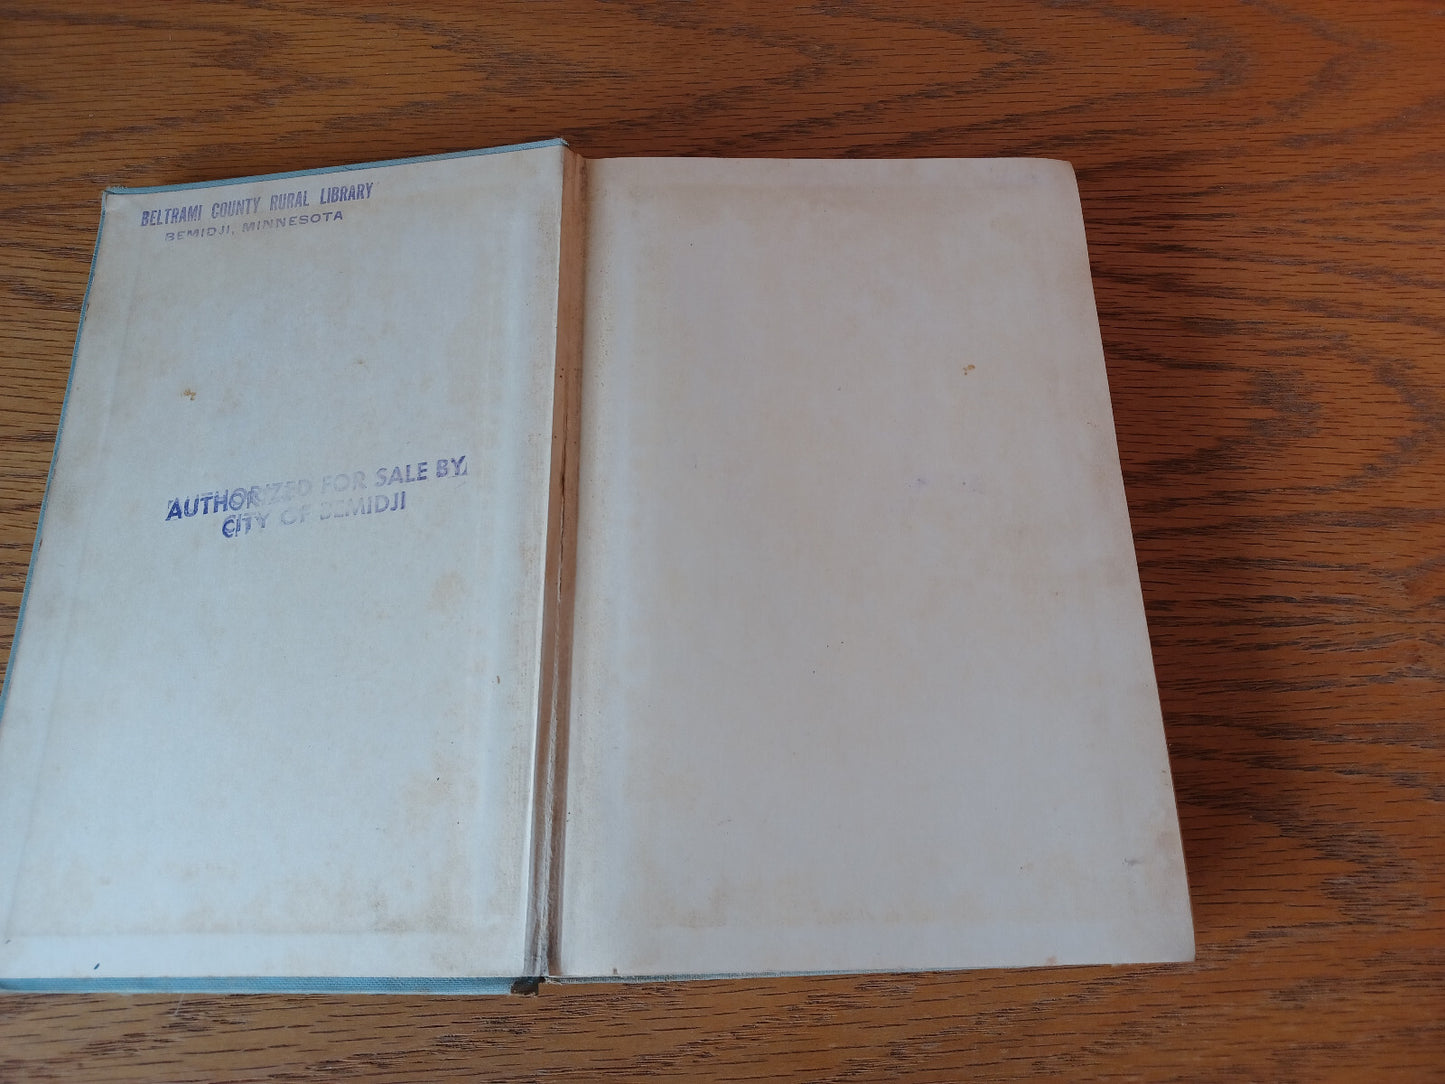 BELTRAMI COUNTY RURAL LIBRARY
BEMIDJI, MINNESOTA
AUTHORIZED FOR SALE BY
CITY OF BEMIDJI